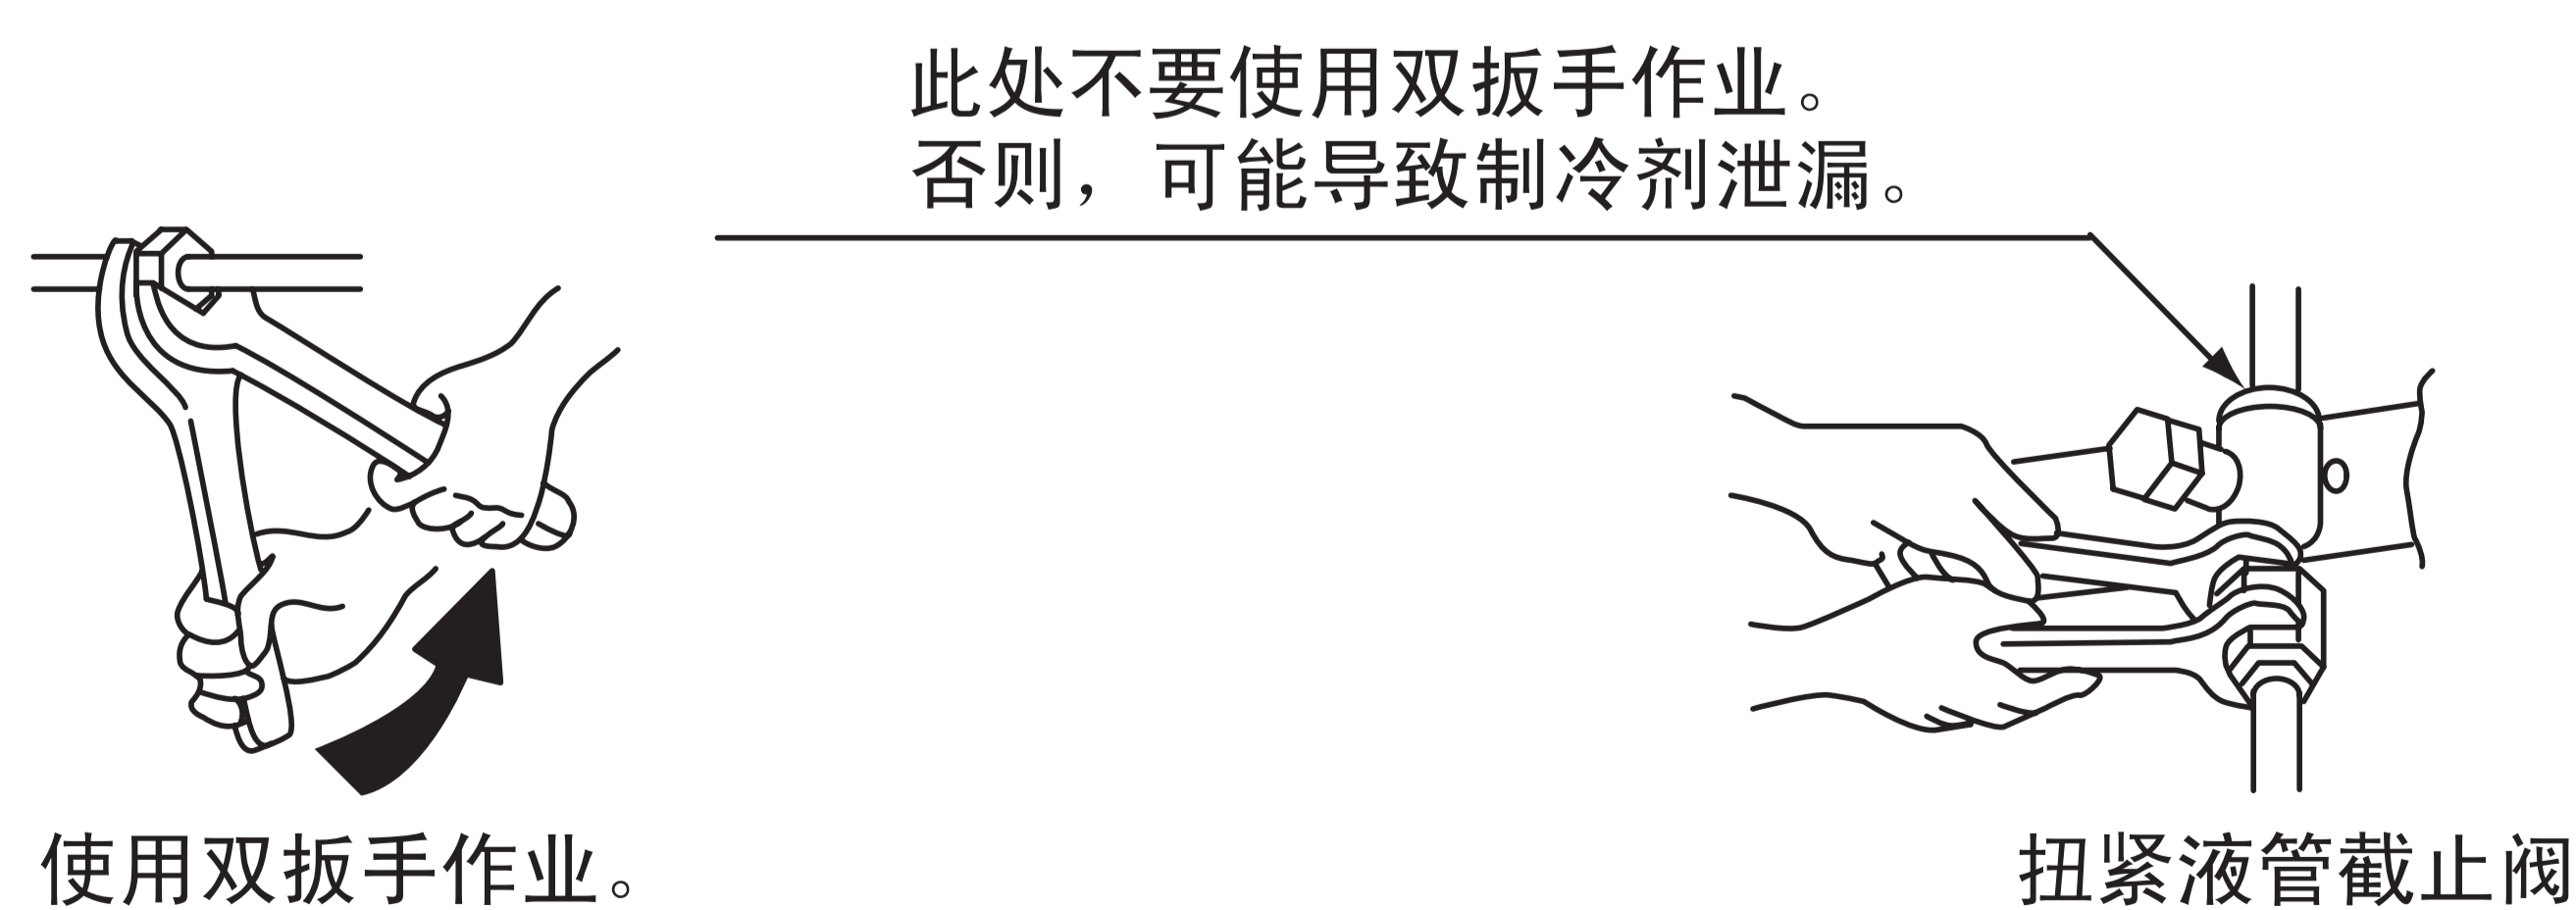 此处不要使用双扳手作业。
否则，可能导致制冷剂泄漏。
使用双扳手作业。
扭紧液管截止阀